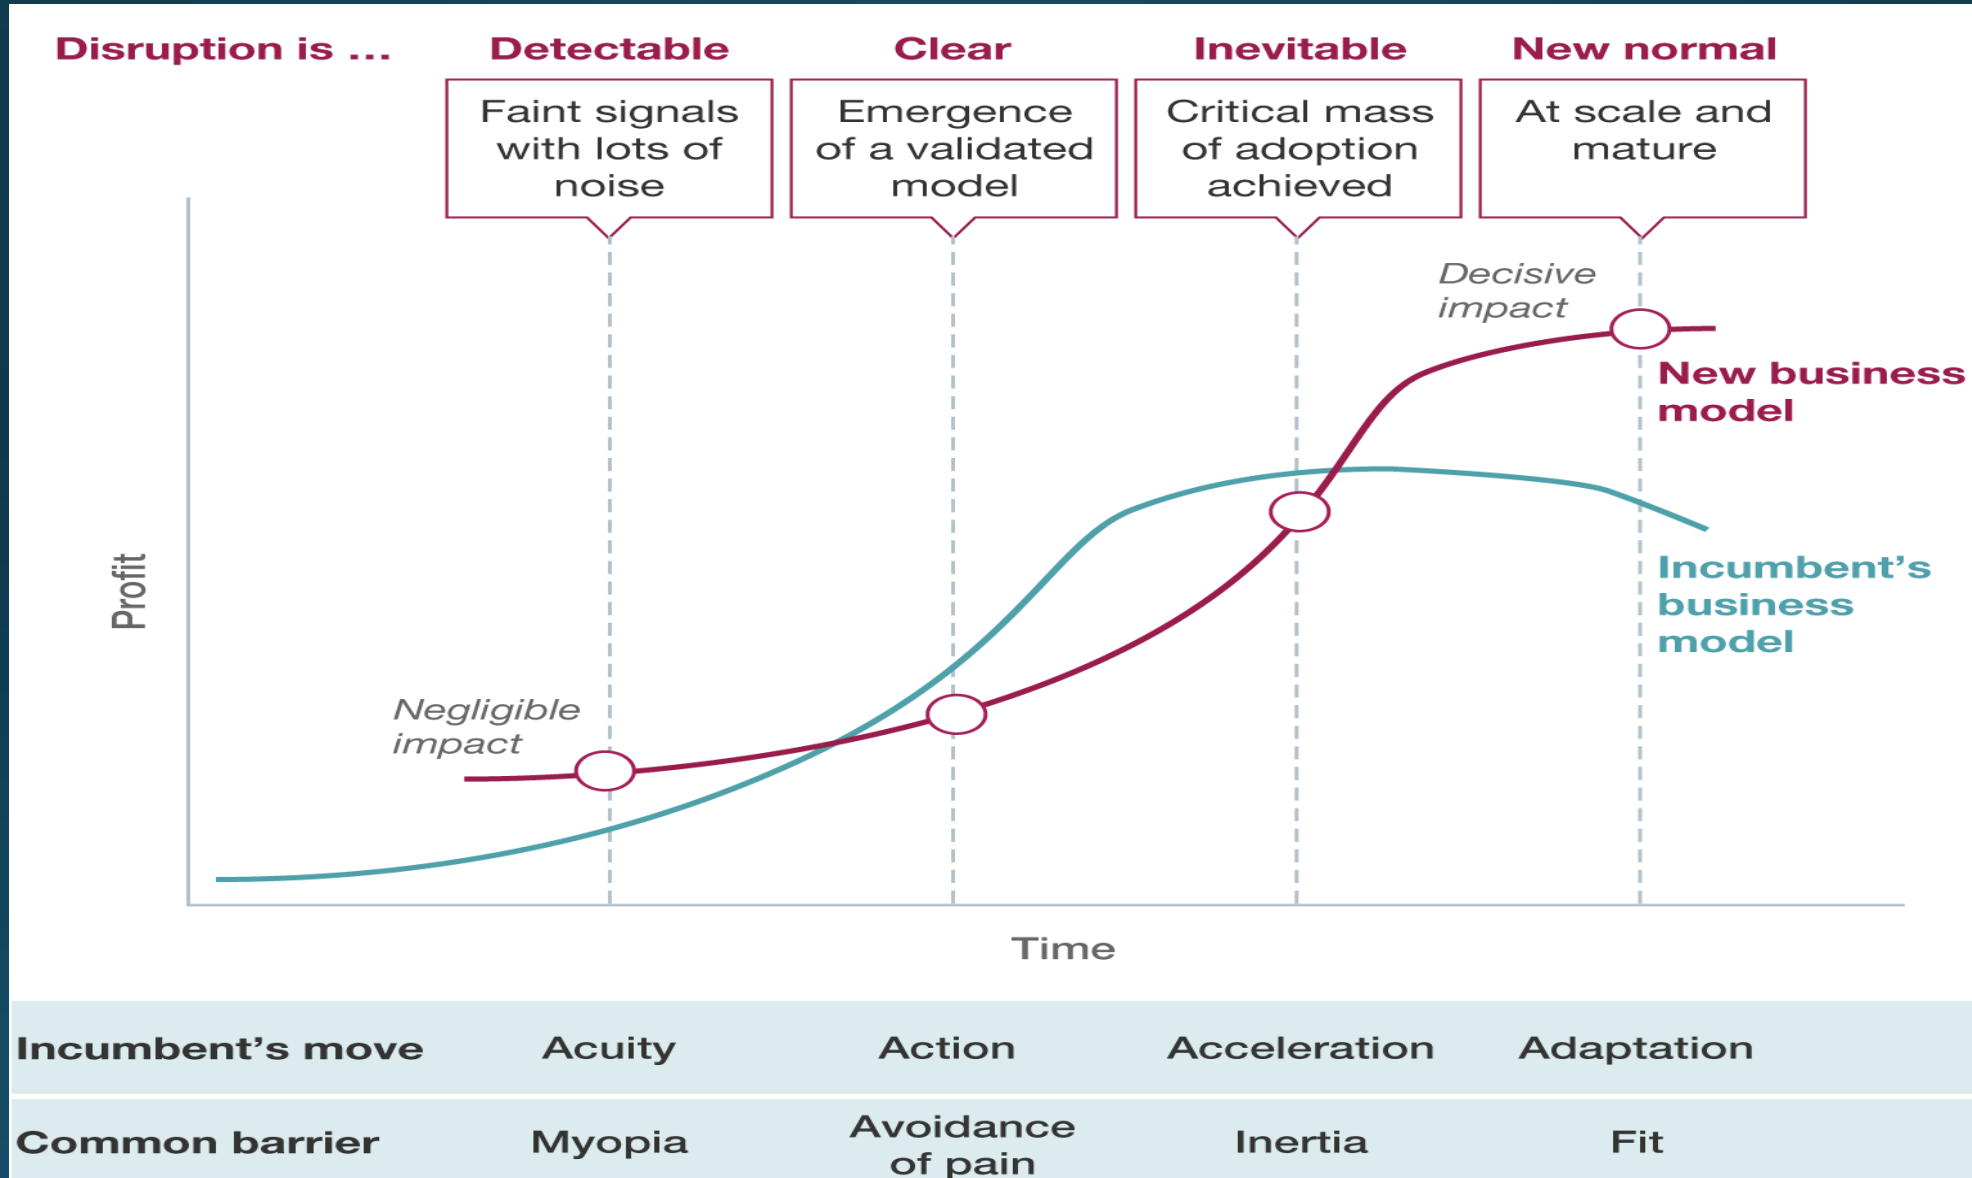 Disruption is ...
Detectable
Clear
Inevitable
New normal
Faint signals
with lots of
noise
Emergence
of a validated
model
Critical mass
of adoption
achieved
At scale and
mature
Decisive
impact
New business
model
Incumbent's
business
model
Negligible
impact
Profit
Time
Incumbent's move
Acuity
Action
Acceleration
Adaptation
Common barrier
Myopia
Avoidance
of pain
Inertia
Fit